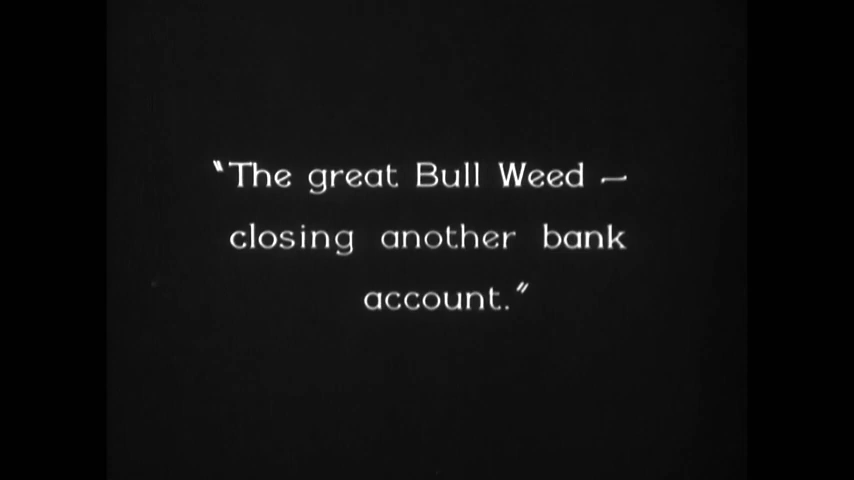 "The great Bull Weed —
closing another bank
account."